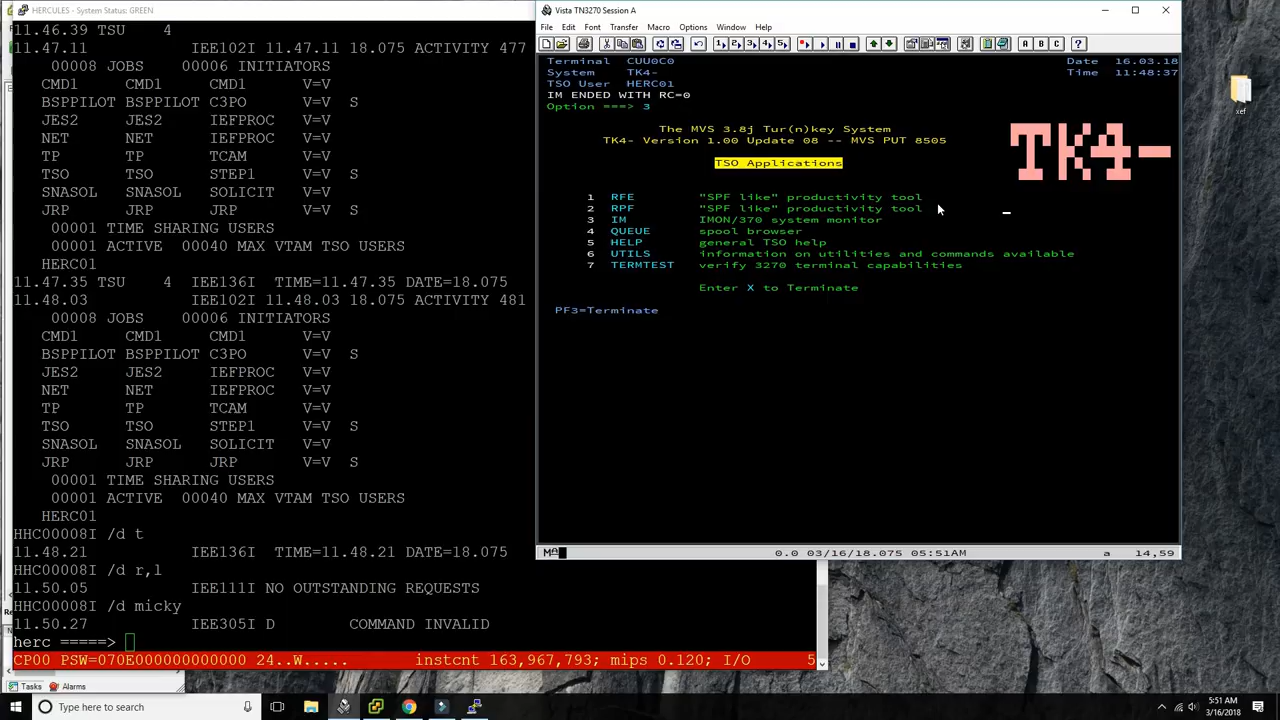 HERCULES - System Status: GREEN
11.46.39 TSU     4
11.47.11           IEE102I  11.47.11 18.075 ACTIVITY 477
00008 JOBS    00006 INITIATORS
CMD1     CMD1     CMD1     V=V
BSPPILOT BSPPILOT C3PO     V=V   S
JES2     JES2     IEFPROC  V=V
NET      NET      IEFPROC  V=V
TP       TP       TCAM     V=V
TSO      TSO      STEP1    V=V   S
SNASOL   SNASOL   SOLICIT  V=V
JRP      JRP      JRP      V=V   S
00001 TIME SHARING USERS
00001 ACTIVE  00040 MAX VTAM TSO USERS
HERC01
11.47.35 TSU     4  IEE136I  TIME=11.47.35 DATE=18.075
11.48.03           IEE102I 11.48.03 18.075 ACTIVITY 481
00008 JOBS    00006 INITIATORS
CMD1     CMD1     CMD1     V=V
BSPPILOT BSPPILOT C3PO     V=V   S
JES2     JES2     IEFPROC  V=V
NET      NET      IEFPROC  V=V
TP       TP       TCAM     V=V
TSO      TSO      STEP1    V=V   S
SNASOL   SNASOL   SOLICIT  V=V
JRP      JRP      JRP      V=V   S
00001 TIME SHARING USERS
00001 ACTIVE  00040 MAX VTAM TSO USERS
HERC01
HHC00008I /d t
11.48.21           IEE136I  TIME=11.48.21 DATE=18.075
HHC00008I /d r,l
11.50.05           IEE111I NO OUTSTANDING REQUESTS
HHC00008I /d micky
11.50.27           IEE305I D       COMMAND INVALID
herc =====>
CP00 PSW=070E000000000000 24..W.....       instcnt 163,967,793; mips 0.120; I/O      5
Vista TN3270 Session A
File Edit Font Transfer Macro Options Window Help
1 2 3 4 5 A B C ?
Terminal  CUU0C0   Date  16.03.18
System    TK4-   Time  11:48:37
TSO User  HERC01
IM ENDED WITH RC=0
Option ===> 3
The MVS 3.8j Tur(n)key System
TK4- Version 1.00 Update 08 -- MVS PUT 8505
TK4-
TSO Applications
1  RFE       "SPF like" productivity tool
2  RPF       "SPF like" productivity tool
3  IM        IMON/370 system monitor
4  QUEUE     spool browser
5  HELP      general TSO help
6  UTILS     information on utilities and commands available
7  TERMTEST  verify 3270 terminal capabilities
Enter X to Terminate
PF3=Terminate
0.0 03/16/18.075 05:51AM   a   14,59
xef
Tasks Alarms
Type here to search
5:51 AM
3/16/2018